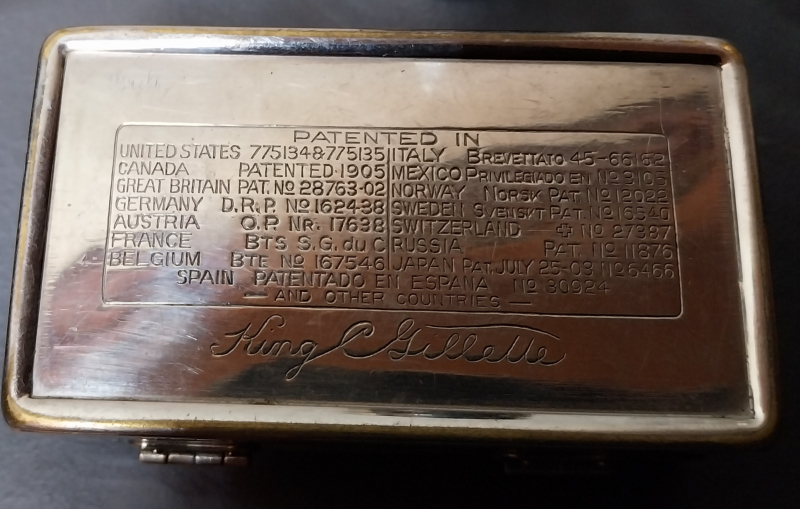 PATENTED IN
UNITED STATES 775134&775135
CANADA PATENTED 1905
GREAT BRITAIN PAT. No 28763-02
GERMANY D.R.P. No 162438
AUSTRIA O.P. NR. 17638
FRANCE BTS S.G. du C
BELGIUM BTE No 167546
ITALY BREVETTATO 45-66162
MEXICO PRIVILEGIADO EN No 3105
NORWAY NORSK PAT. No 12022
SWEDEN SVENSKT PAT. No 16540
SWITZERLAND No 27387
RUSSIA PAT. No 11876
JAPAN PAT. JULY 25-03 No 6466
SPAIN PATENTADO EN ESPANA No 30924
— AND OTHER COUNTRIES —
King C Gillette